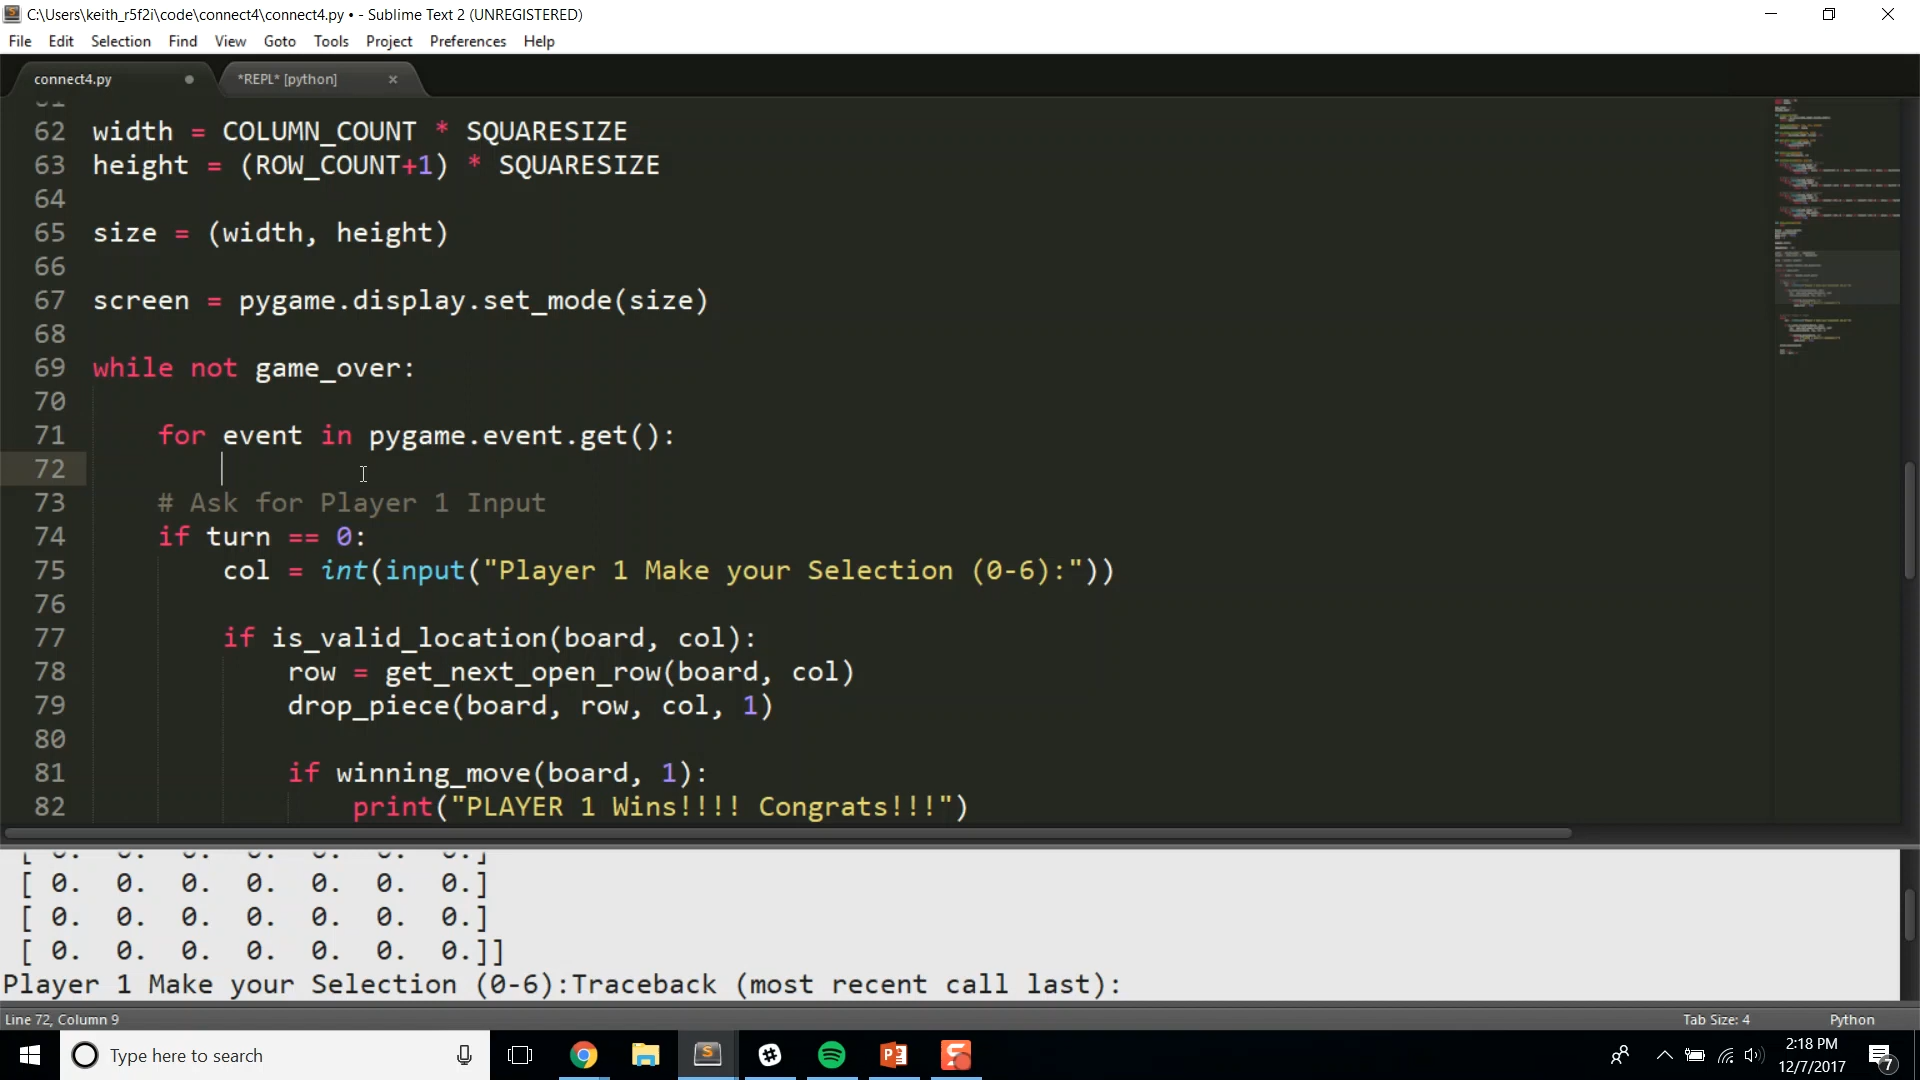 C:\Users\keith_r5f2i\code\connect4\connect4.py • - Sublime Text 2 (UNREGISTERED)
File Edit Selection Find View Goto Tools Project Preferences Help
connect4.py *REPL* [python]
62 width = COLUMN_COUNT * SQUARESIZE
63 height = (ROW_COUNT+1) * SQUARESIZE
64
65 size = (width, height)
66
67 screen = pygame.display.set_mode(size)
68
69 while not game_over:
70
71 for event in pygame.event.get():
72
73 # Ask for Player 1 Input
74 if turn == 0:
75 col = int(input("Player 1 Make your Selection (0-6):"))
76
77 if is_valid_location(board, col):
78 row = get_next_open_row(board, col)
79 drop_piece(board, row, col, 1)
80
81 if winning_move(board, 1):
82 print("PLAYER 1 Wins!!!! Congrats!!!")
[ 0. 0. 0. 0. 0. 0. 0.]
[ 0. 0. 0. 0. 0. 0. 0.]
[ 0. 0. 0. 0. 0. 0. 0.]
[ 0. 0. 0. 0. 0. 0. 0.]]
Player 1 Make your Selection (0-6):Traceback (most recent call last):
Line 72, Column 9 Tab Size: 4 Python
Type here to search
2:18 PM
12/7/2017
7